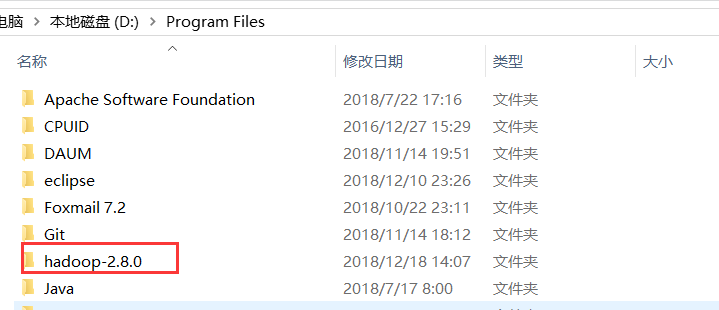 电脑 › 本地磁盘 (D:) › Program Files
名称 修改日期 类型 大小
Apache Software Foundation 2018/7/22 17:16 文件夹
CPUID 2016/12/27 15:29 文件夹
DAUM 2018/11/14 19:51 文件夹
eclipse 2018/12/10 23:26 文件夹
Foxmail 7.2 2018/10/22 23:11 文件夹
Git 2018/11/14 18:12 文件夹
hadoop-2.8.0 2018/12/18 14:07 文件夹
Java 2018/7/17 8:00 文件夹